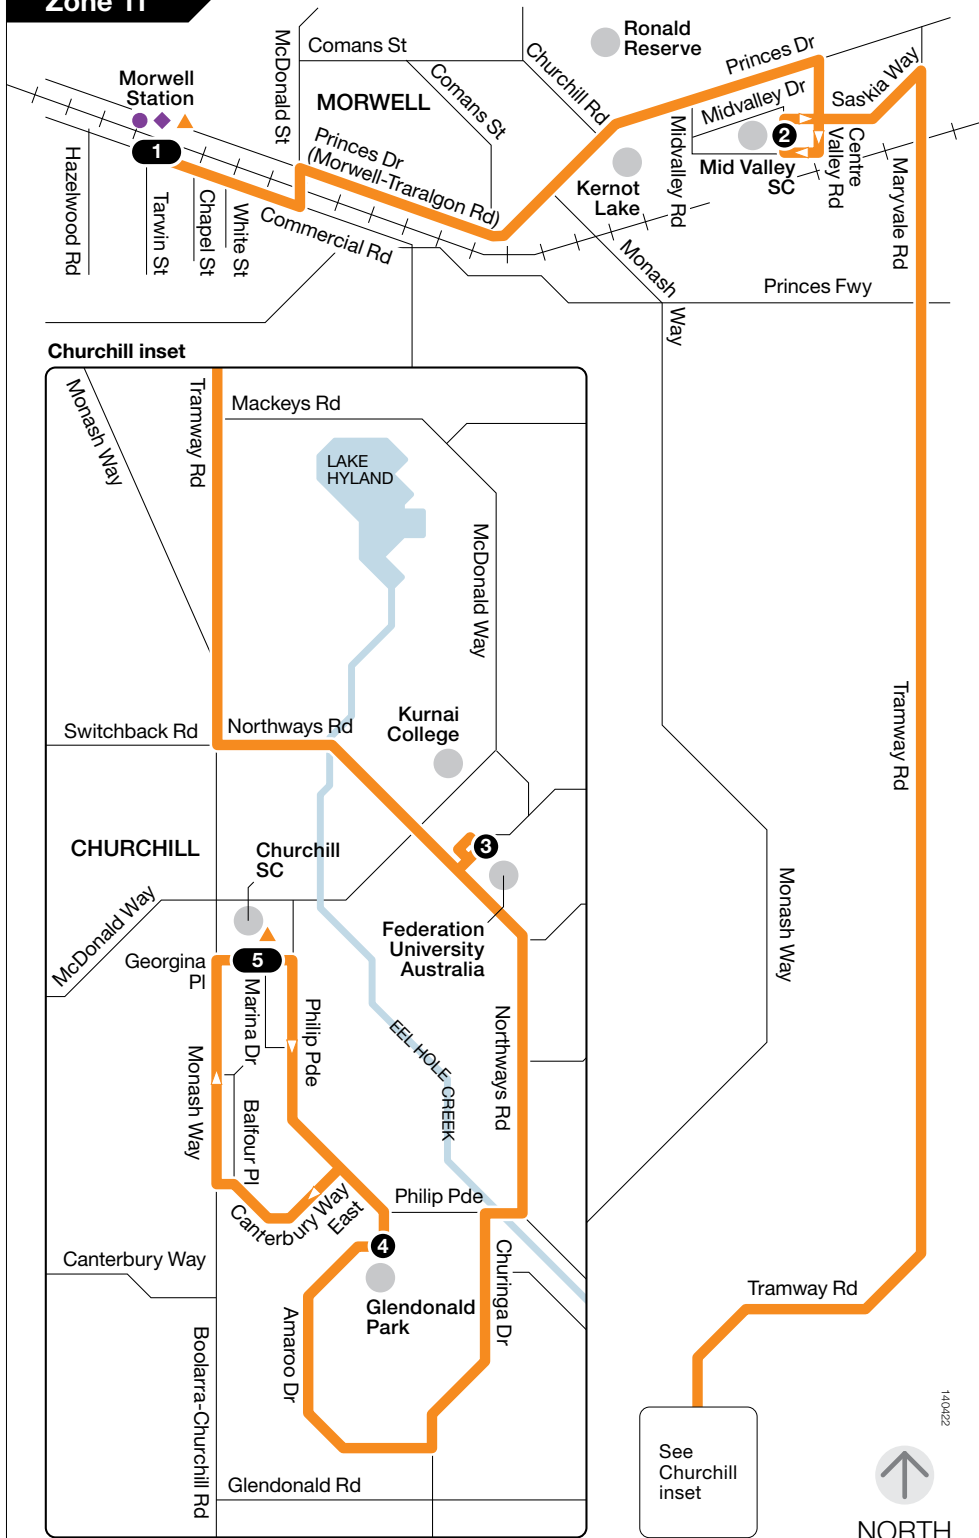 Zone 11
Ronald
Reserve
McDonald St
Comans St
Churchill Rd
Princes Dr
Morwell
Station
MORWELL
Comans St
Midvalley Dr
Saskia Way
1
2
Princes Dr
(Morwell-Traralgon Rd)
Kernot
Lake
Midvalley Rd
Mid Valley
SC
Centre
Valley Rd
Maryvale Rd
Hazelwood Rd
Tarwin St
Chapel St
White St
Commercial Rd
Monash
Way
Princes Fwy
Churchill inset
Monash Way
Tramway Rd
Mackeys Rd
LAKE
HYLAND
McDonald Way
Kurnai
College
Switchback Rd
Northways Rd
Tramway Rd
CHURCHILL
Churchill
SC
3
McDonald Way
Federation
University
Australia
Monash Way
Georgina
Pl
5
Marina Dr
Philip Pde
EEL HOLE
CREEK
Northways Rd
Monash Way
Balfour Pl
Canterbury Way
East
Philip Pde
4
Canterbury Way
Glendonald
Park
Churinga Dr
Amaroo Dr
Boolarra-Churchill Rd
Glendonald Rd
Tramway Rd
See
Churchill
inset
140422
NORTH